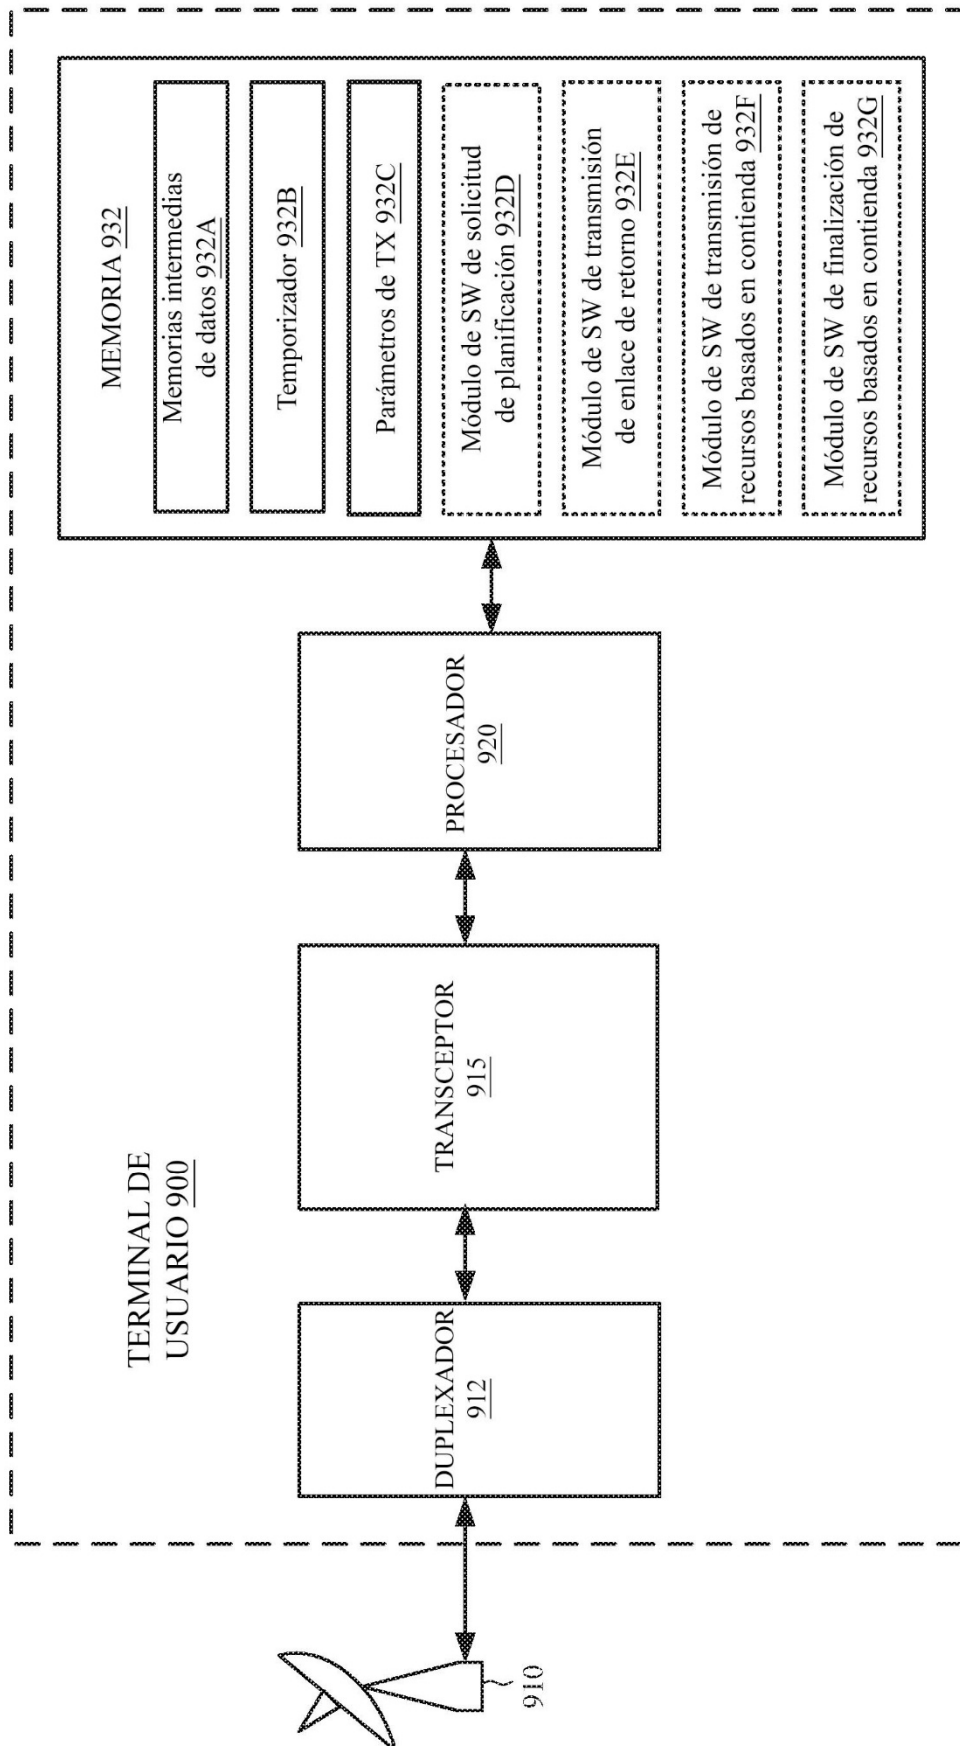 TERMINAL DE
USUARIO 900
910
DUPLEXADOR
912
TRANSCEPTOR
915
PROCESADOR
920
MEMORIA 932
Memorias intermedias
de datos 932A
Temporizador 932B
Parámetros de TX 932C
Módulo de SW de solicitud
de planificación 932D
Módulo de SW de transmisión
de enlace de retorno 932E
Módulo de SW de transmisión de
recursos basados en contienda 932F
Módulo de SW de finalización de
recursos basados en contienda 932G